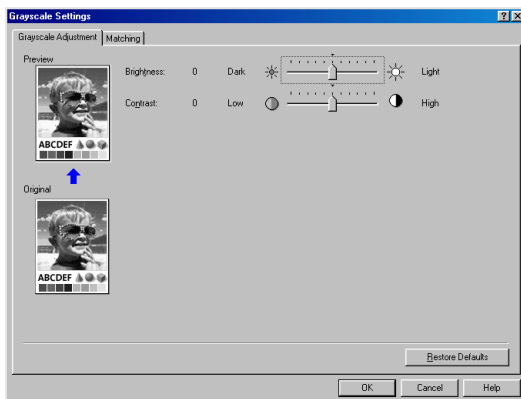 Grayscale Settings
Grayscale Adjustment Matching
Preview
Brightness: 0 Dark Light
Contrast: 0 Low High
ABCDEF
Original
ABCDEF
Restore Defaults
OK Cancel Help